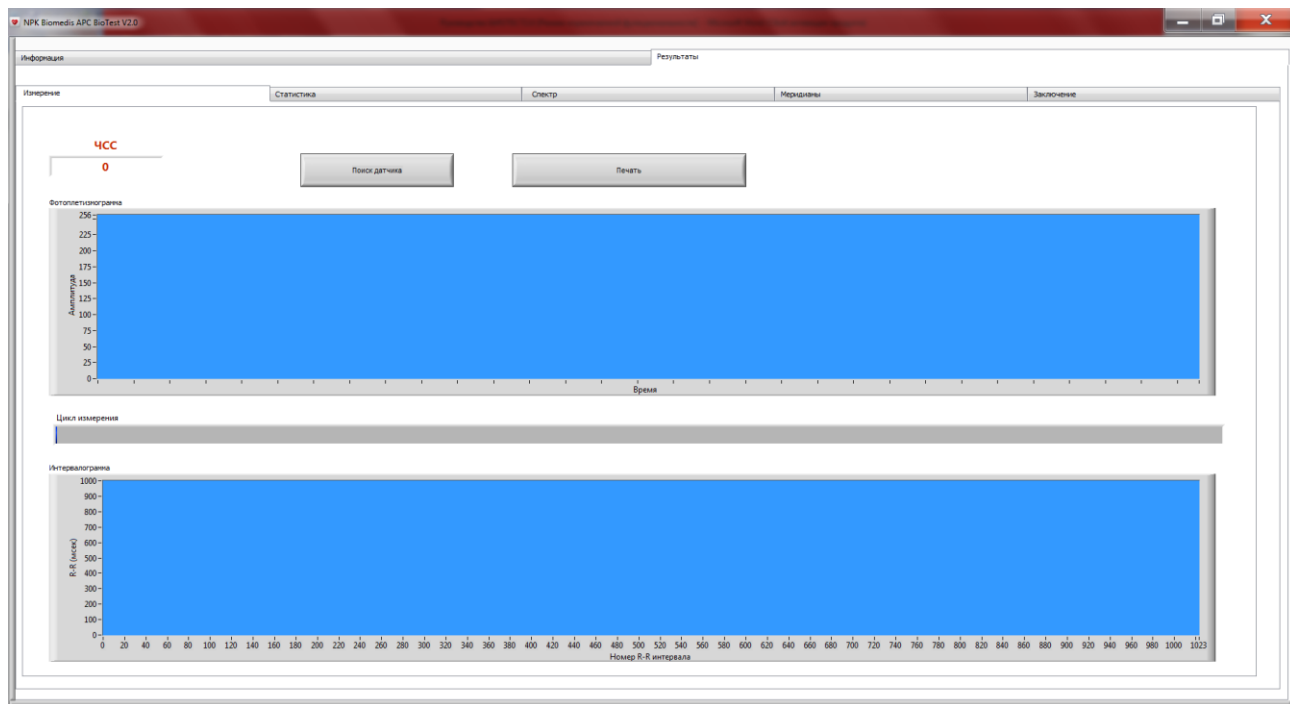 NPK Biomedis APC BioTest V2.0
Информация Результаты
Измерение Статистика Спектр Меридианы Заключение
ЧСС
0
Поиск датчика Печать
Фотоплетизмограмма
256
225
200
175
150
125
100
75
50
25
0
Амплитуда
Время
Цикл измерения
Интервалограмма
1000
900
800
700
600
500
400
300
200
100
0
R-R (мсек)
0 20 40 60 80 100 120 140 160 180 200 220 240 260 280 300 320 340 360 380 400 420 440 460 480 500 520 540 560 580 600 620 640 660 680 700 720 740 760 780 800 820 840 860 880 900 920 940 960 980 1000 1023
Номер R-R интервала